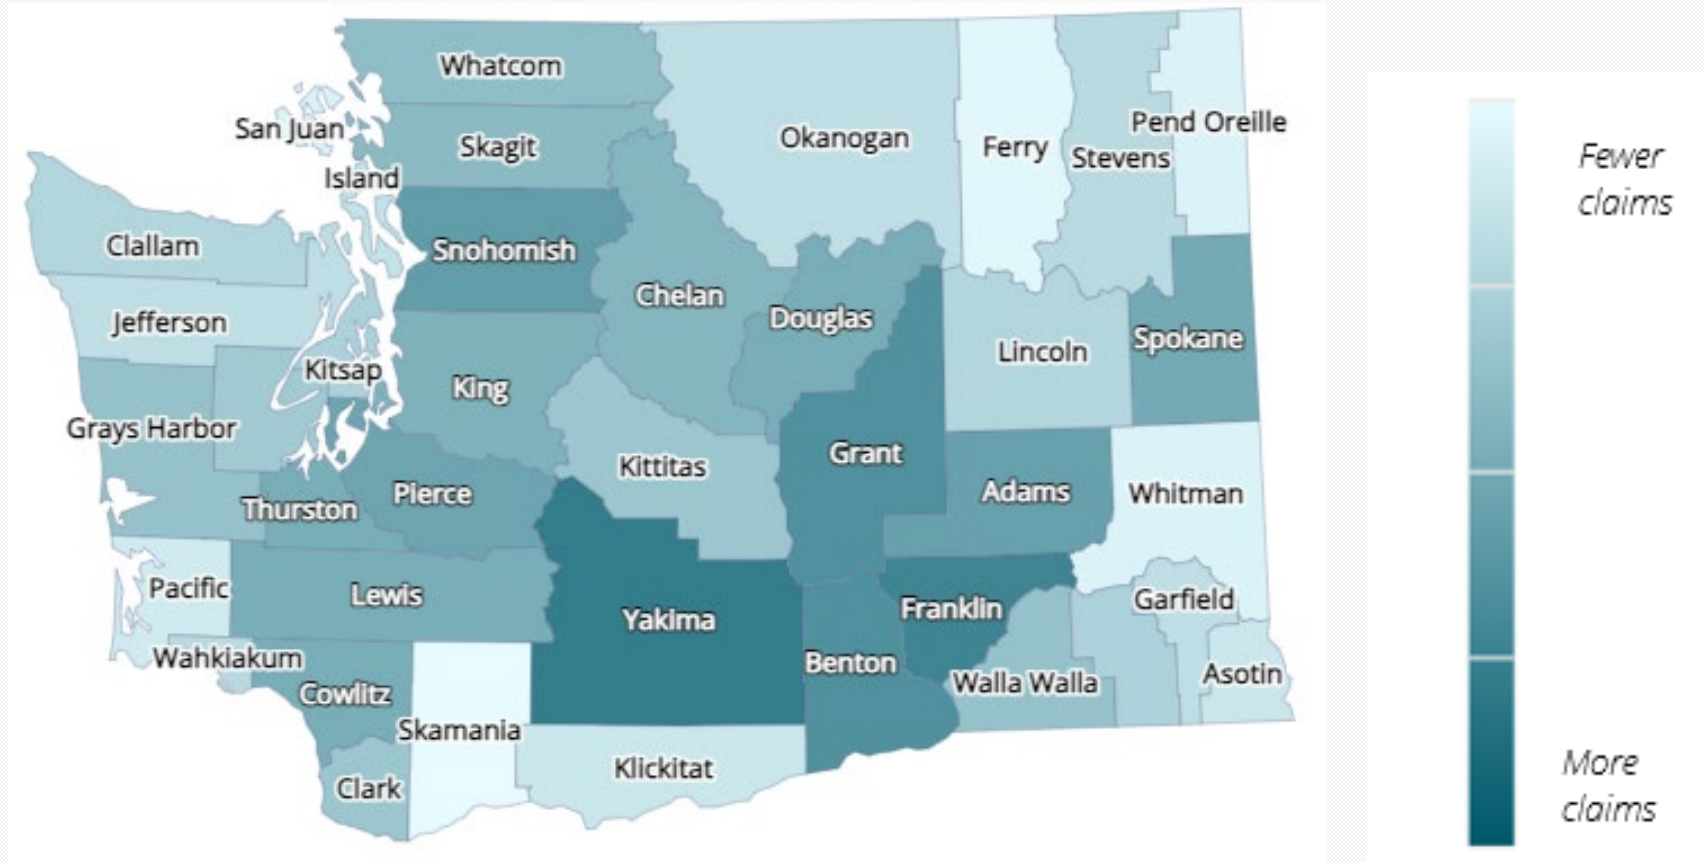 Whatcom
San Juan
Skagit
Okanogan
Ferry
Pend Oreille
Stevens
Island
Clallam
Snohomish
Jefferson
Chelan
Douglas
Kitsap
King
Lincoln
Spokane
Grays Harbor
Kittitas
Grant
Thurston
Pierce
Adams
Whitman
Pacific
Lewis
Yakima
Franklin
Garfield
Wahkiakum
Cowlitz
Benton
Walla Walla
Asotin
Skamania
Klickitat
Clark
Fewer
claims
More
claims